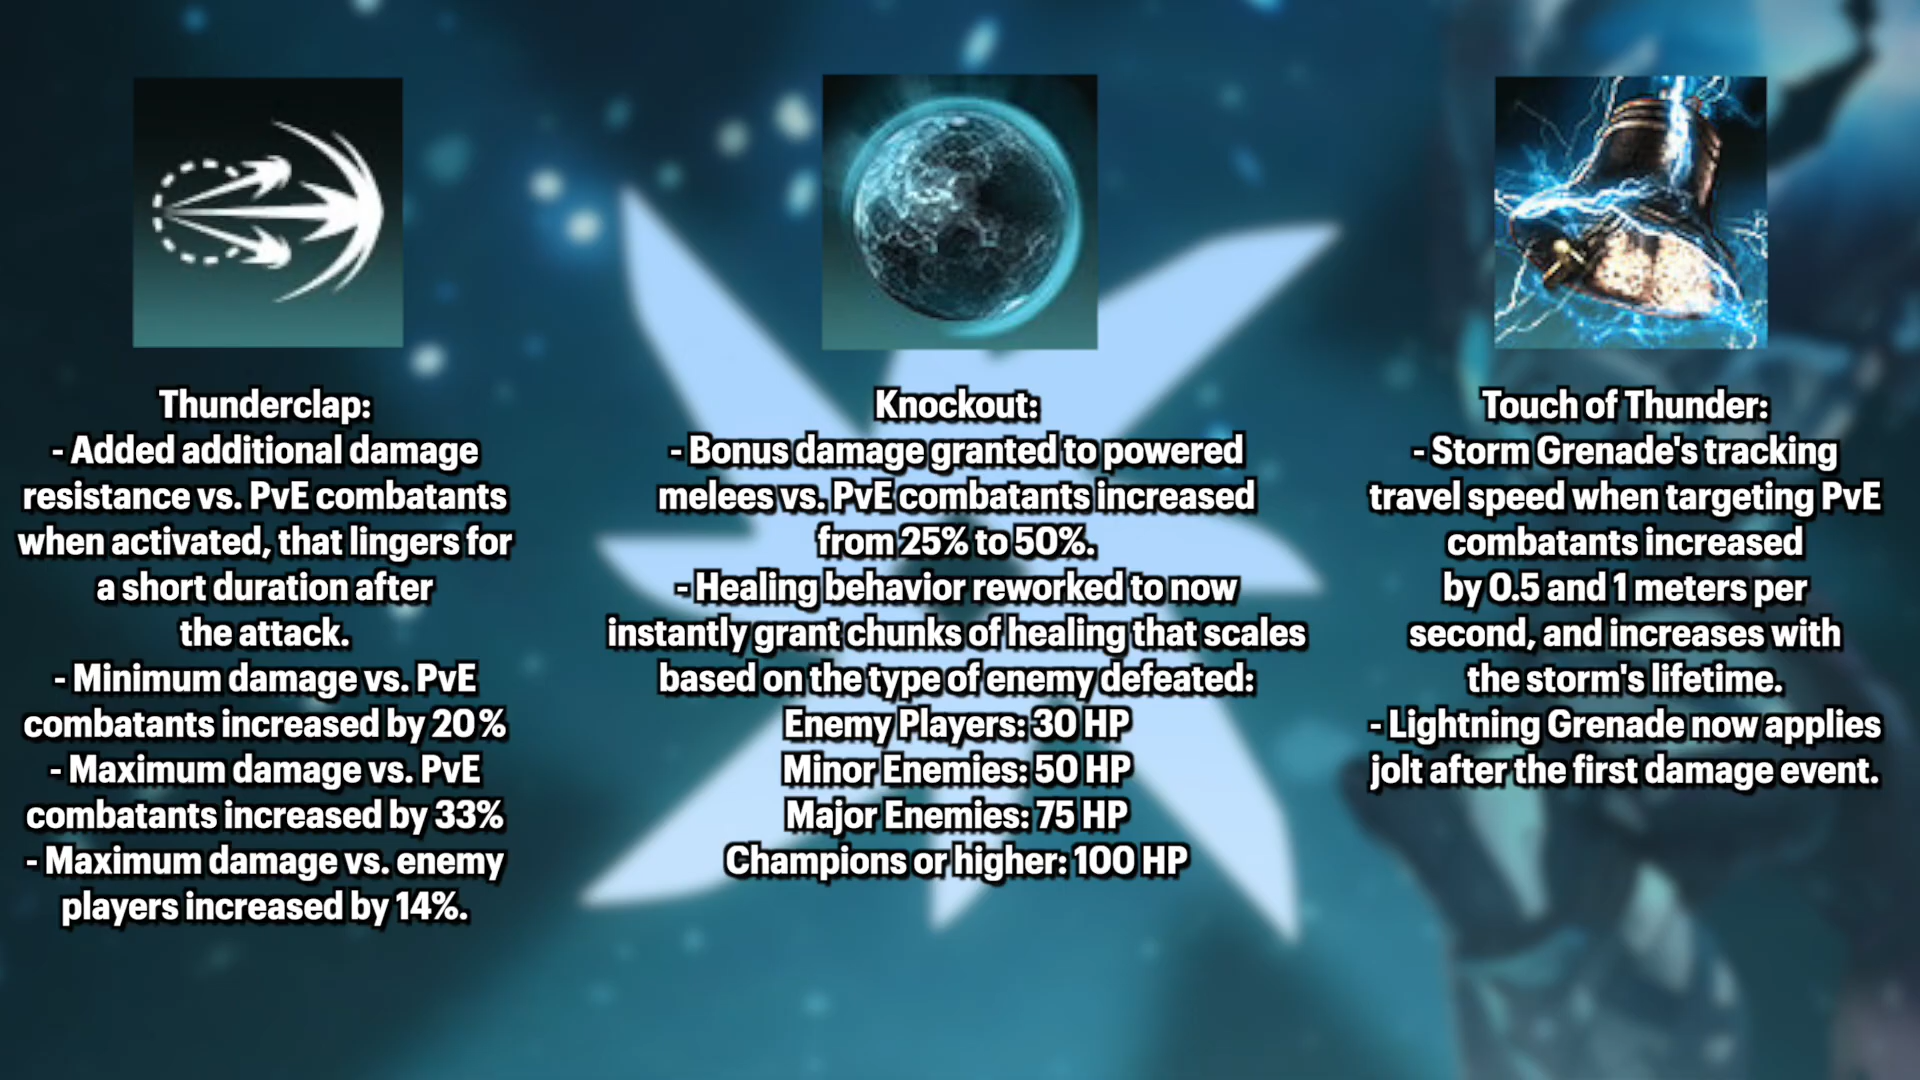 Thunderclap:
- Added additional damage
resistance vs. PvE combatants
when activated, that lingers for
a short duration after
the attack.
- Minimum damage vs. PvE
combatants increased by 20%
- Maximum damage vs. PvE
combatants increased by 33%
- Maximum damage vs. enemy
players increased by 14%.
Knockout:
- Bonus damage granted to powered
melees vs. PvE combatants increased
from 25% to 50%.
- Healing behavior reworked to now
instantly grant chunks of healing that scales
based on the type of enemy defeated:
Enemy Players: 30 HP
Minor Enemies: 50 HP
Major Enemies: 75 HP
Champions or higher: 100 HP
Touch of Thunder:
- Storm Grenade's tracking
travel speed when targeting PvE
combatants increased
by 0.5 and 1 meters per
second, and increases with
the storm's lifetime.
- Lightning Grenade now applies
jolt after the first damage event.